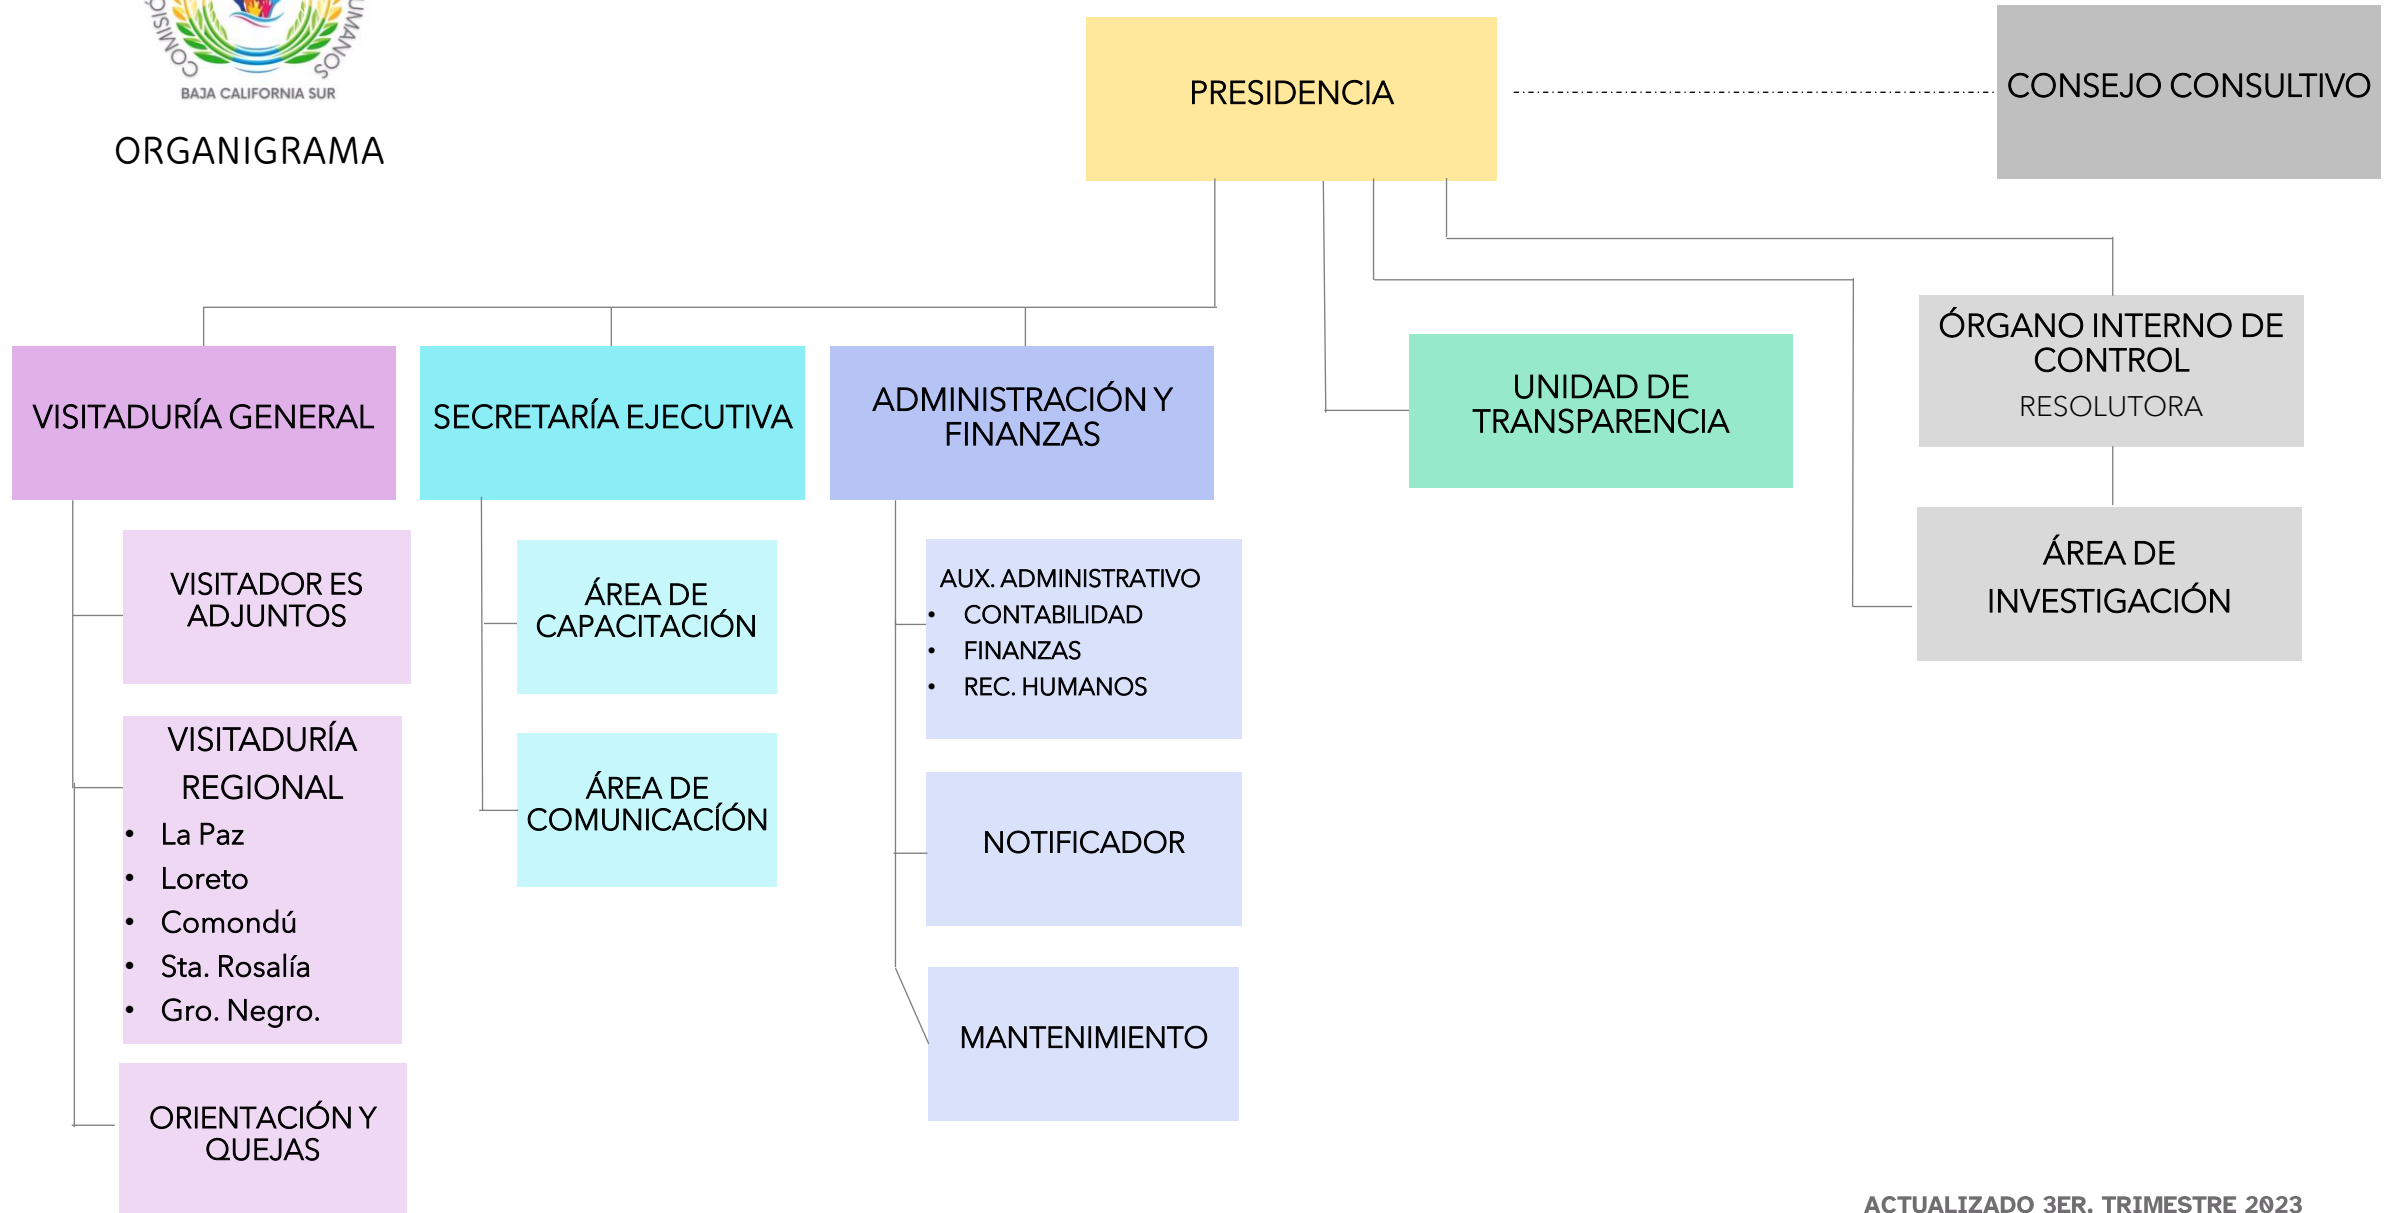 COMISIÓ
UMANOS
BAJA CALIFORNIA SUR
ORGANIGRAMA
PRESIDENCIA
CONSEJO CONSULTIVO
VISITADURÍA GENERAL
SECRETARÍA EJECUTIVA
ADMINISTRACIÓN Y
FINANZAS
UNIDAD DE
TRANSPARENCIA
ÓRGANO INTERNO DE
CONTROL
RESOLUTORA
ÁREA DE
INVESTIGACIÓN
VISITADOR ES
ADJUNTOS
VISITADURÍA
REGIONAL
• La Paz
• Loreto
• Comondú
• Sta. Rosalía
• Gro. Negro.
ORIENTACIÓN Y
QUEJAS
ÁREA DE
CAPACITACIÓN
ÁREA DE
COMUNICACÍÓN
AUX. ADMINISTRATIVO
• CONTABILIDAD
• FINANZAS
• REC. HUMANOS
NOTIFICADOR
MANTENIMIENTO
ACTUALIZADO 3ER. TRIMESTRE 2023